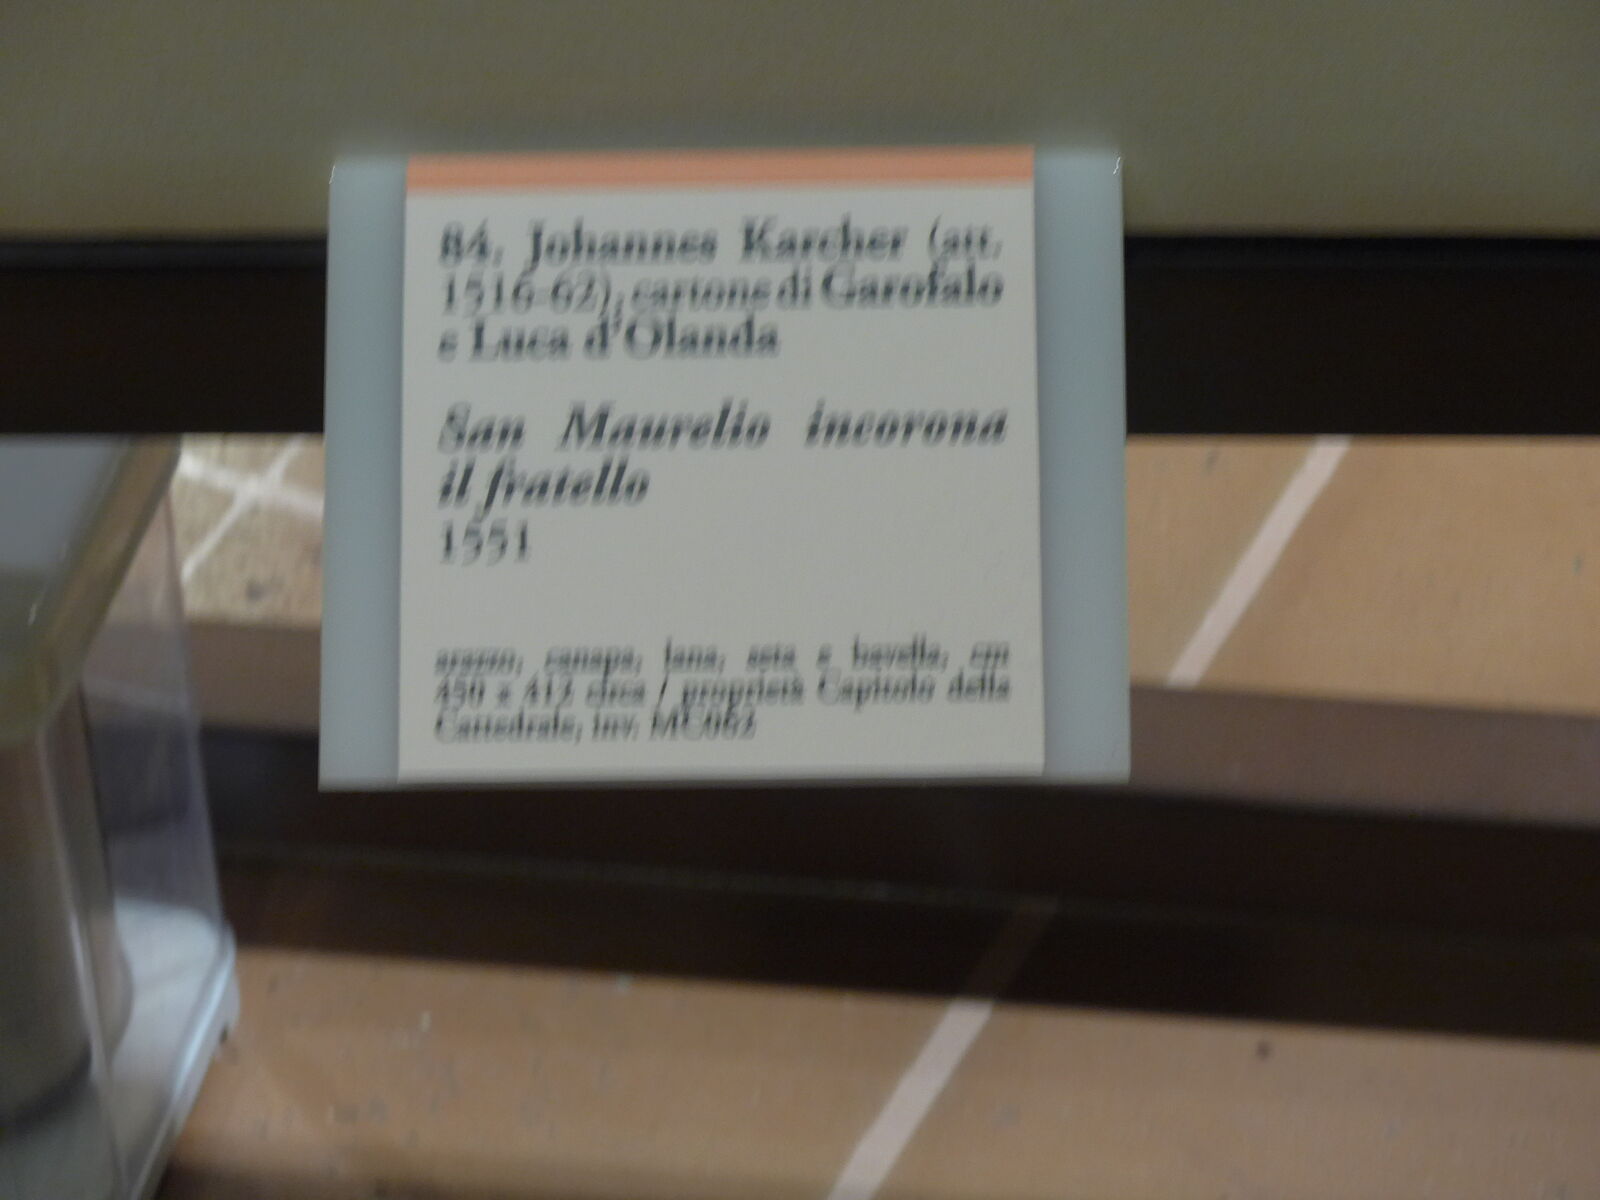 84. Johannes Karcher (att.
1516-62), cartone di Garofalo
e Luca d'Olanda
San Maurelio incorona
il fratello
1551
arazzo; canapa, lana, seta e bavella, cm
450 x 412 circa / proprietà Capitolo della
Cattedrale, inv. MC062